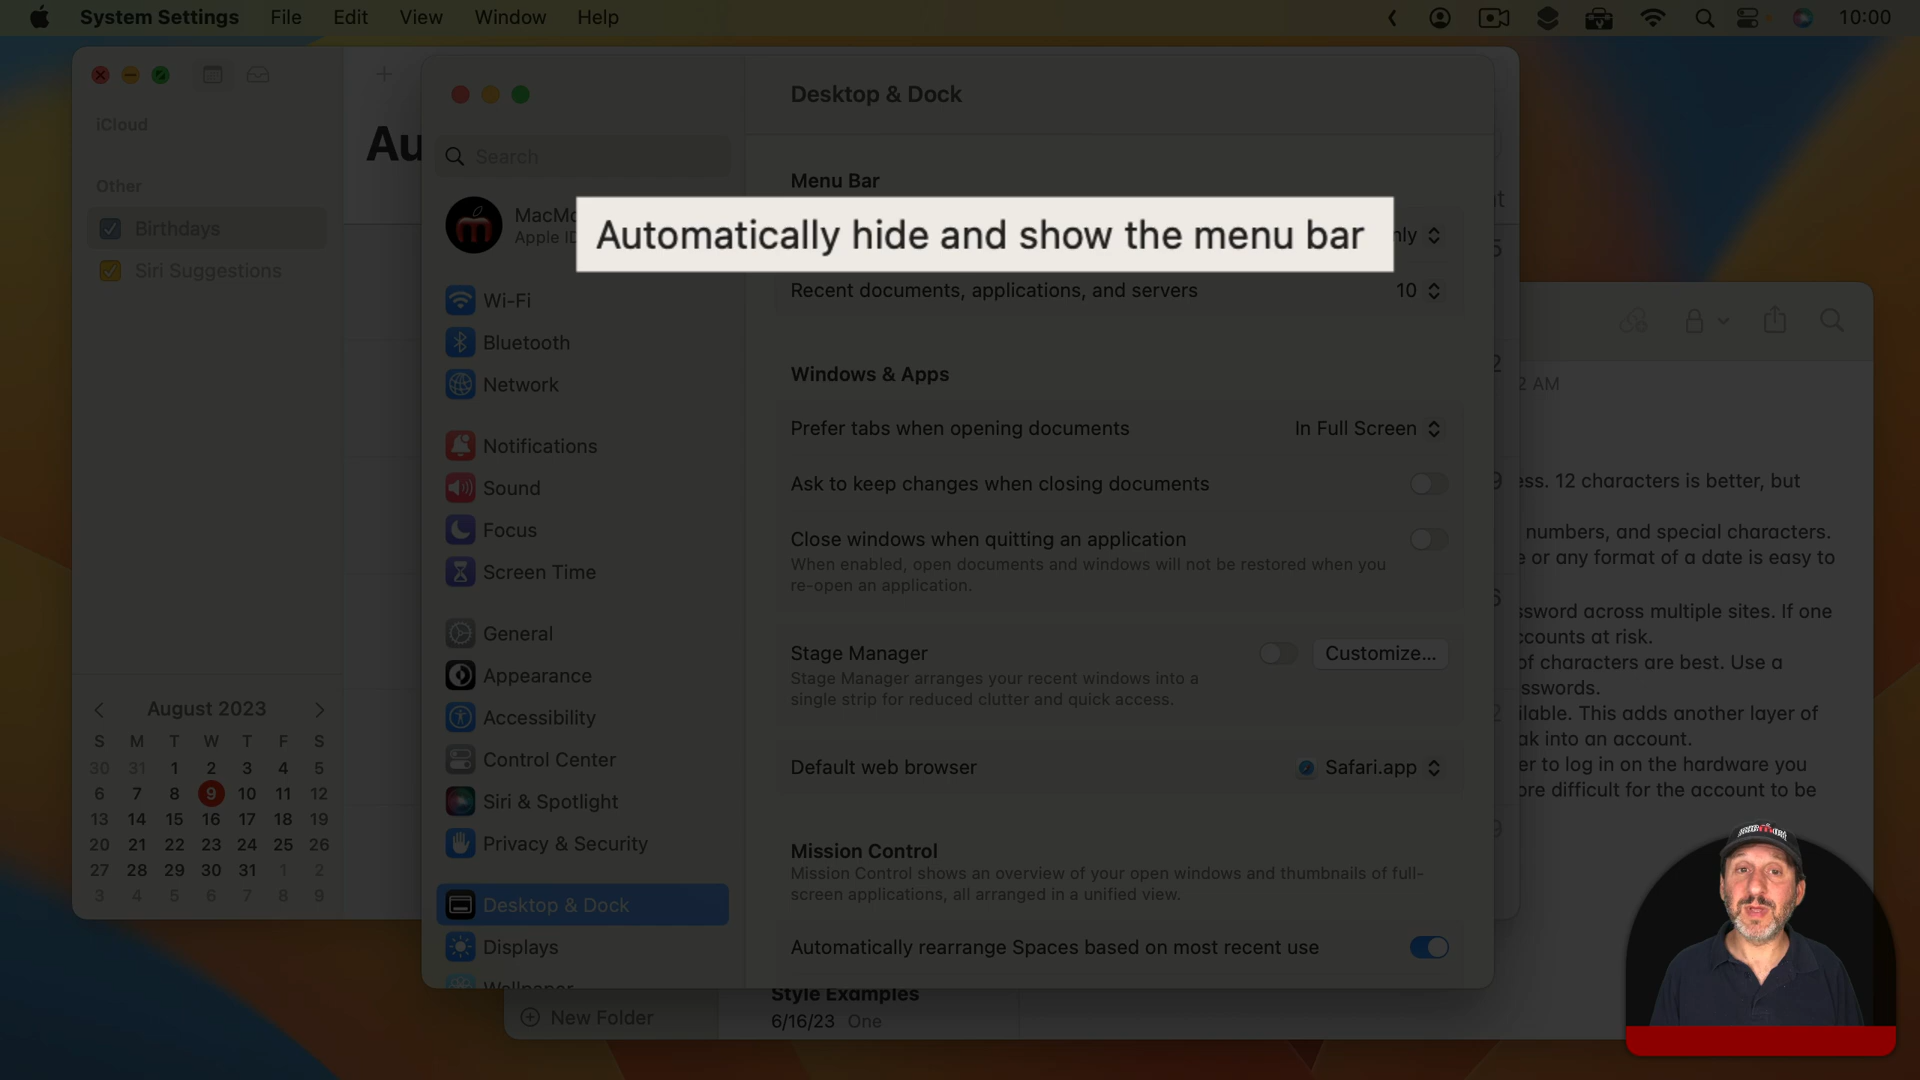 System Settings File Edit View Window Help 10:00
iCloud
Other
Birthdays
Siri Suggestions
Au
Search
MacMo
Apple ID
Wi-Fi
Bluetooth
Network
Notifications
Sound
Focus
Screen Time
General
Appearance
Accessibility
Control Center
Siri & Spotlight
Privacy & Security
Desktop & Dock
Displays
Wallpaper
Desktop & Dock
Menu Bar
Automatically hide and show the menu bar
Recent documents, applications, and servers 10
Windows & Apps
Prefer tabs when opening documents In Full Screen
Ask to keep changes when closing documents
Close windows when quitting an application
When enabled, open documents and windows will not be restored when you
re-open an application.
Stage Manager Customize...
Stage Manager arranges your recent windows into a
single strip for reduced clutter and quick access.
Default web browser Safari.app
Mission Control
Mission Control shows an overview of your open windows and thumbnails of full-
screen applications, all arranged in a unified view.
Automatically rearrange Spaces based on most recent use
August 2023
S M T W T F S
30 31 1 2 3 4 5
6 7 8 9 10 11 12
13 14 15 16 17 18 19
20 21 22 23 24 25 26
27 28 29 30 31 1 2
3 4 5 6 7 8 9
2 AM
ess. 12 characters is better, but
numbers, and special characters.
e or any format of a date is easy to
ssword across multiple sites. If one
ccounts at risk.
of characters are best. Use a
sswords.
ilable. This adds another layer of
ak into an account.
er to log in on the hardware you
ore difficult for the account to be
New Folder
Style Examples
6/16/23 One